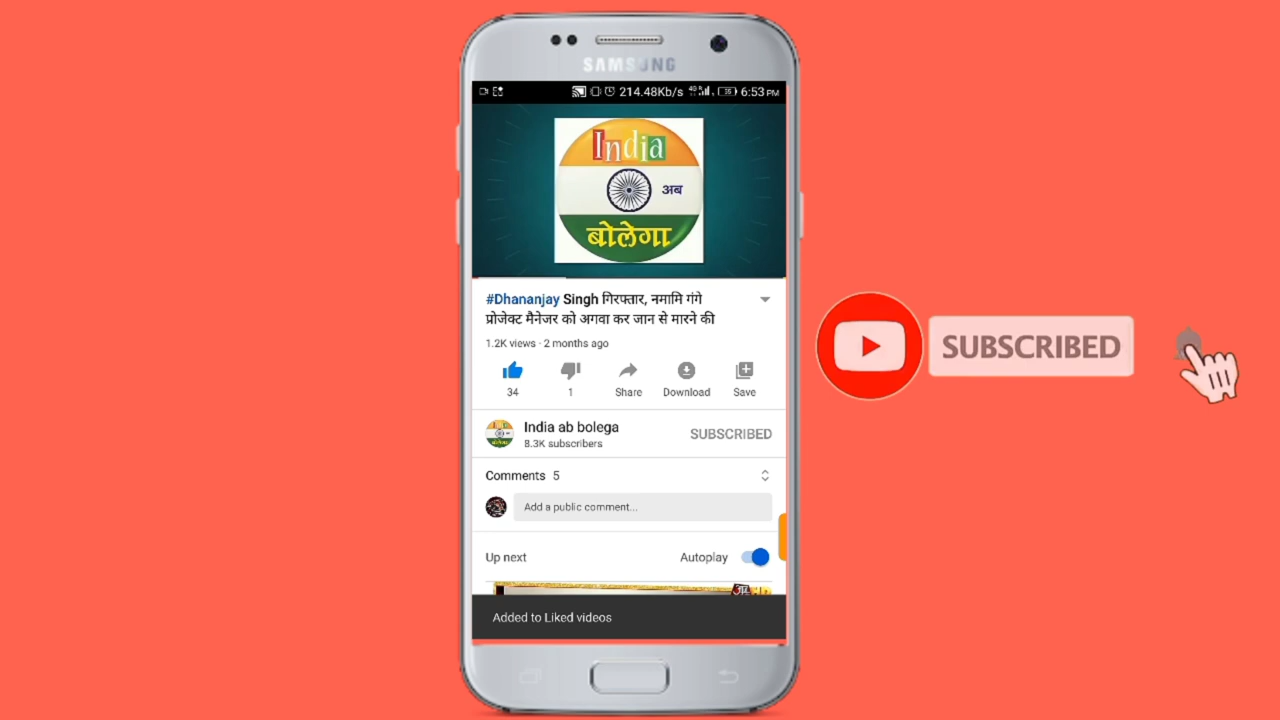 SAMSUNG
214.48Kb/s 6:53 PM
India
अब
बोलेगा
#Dhananjay Singh गिरफ्तार, नमामि गंगे
प्रोजेक्ट मैनेजर को अगवा कर जान से मारने की
1.2K views · 2 months ago
34 1 Share Download Save
India ab bolega
8.3K subscribers
SUBSCRIBED
Comments 5
Add a public comment...
Up next Autoplay
Added to Liked videos
SUBSCRIBED